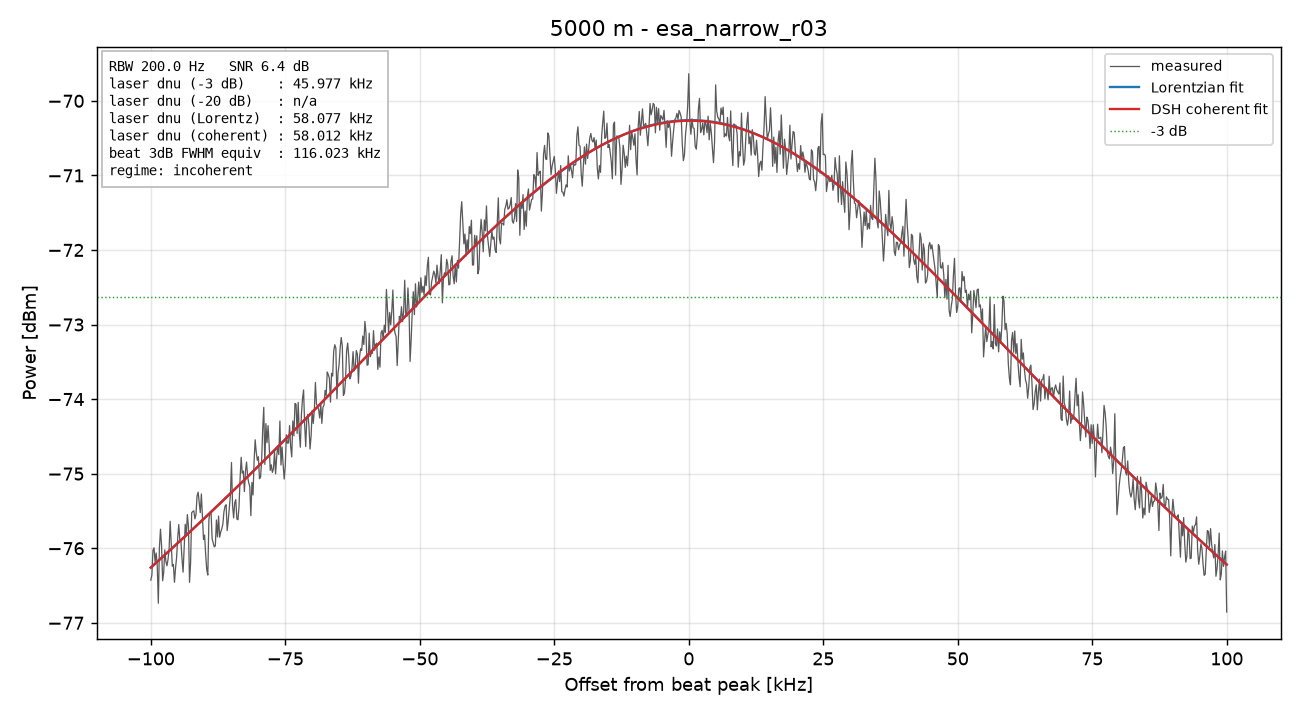 5000 m - esa_narrow_r03
RBW 200.0 Hz   SNR 6.4 dB
laser dnu (-3 dB)    : 45.977 kHz
laser dnu (-20 dB)   : n/a
laser dnu (Lorentz)  : 58.077 kHz
laser dnu (coherent) : 58.012 kHz
beat 3dB FWHM equiv  : 116.023 kHz
regime: incoherent
measured
Lorentzian fit
DSH coherent fit
-3 dB
Power [dBm]
−70
−71
−72
−73
−74
−75
−76
−77
−100
−75
−50
−25
0
25
50
75
100
Offset from beat peak [kHz]